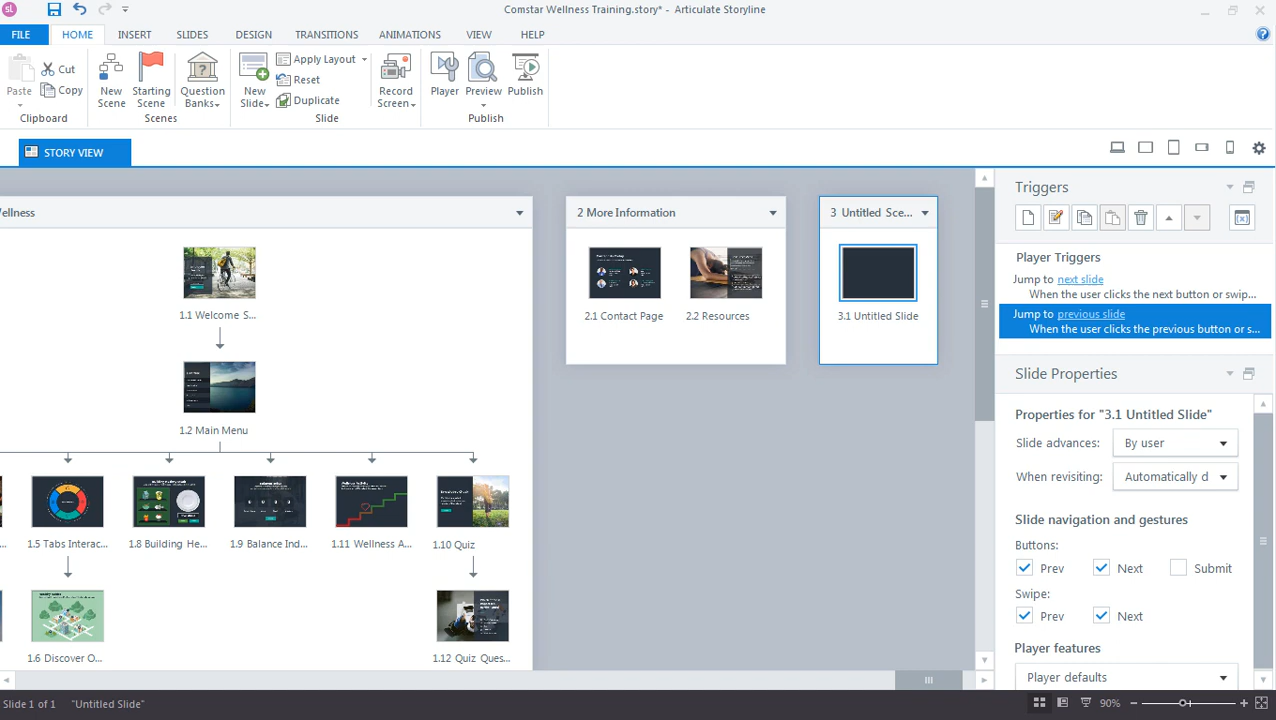 Comstar Wellness Training.story* - Articulate Storyline
FILE
HOME
INSERT
SLIDES
DESIGN
TRANSITIONS
ANIMATIONS
VIEW
HELP
Paste
Cut
Copy
Clipboard
New
Scene
Starting
Scene
Question
Banks
Scenes
New
Slide
Apply Layout
Reset
Duplicate
Slide
Record
Screen
Player
Preview
Publish
Publish
STORY VIEW
ellness
1.1 Welcome S...
1.2 Main Menu
1.5 Tabs Interac...
1.8 Building He...
1.9 Balance Ind...
1.11 Wellness A...
1.10 Quiz
1.6 Discover O...
1.12 Quiz Ques...
2 More Information
2.1 Contact Page
2.2 Resources
3 Untitled Sce...
3.1 Untitled Slide
Triggers
Player Triggers
Jump to next slide
When the user clicks the next button or swip...
Jump to previous slide
When the user clicks the previous button or s...
Slide Properties
Properties for "3.1 Untitled Slide"
Slide advances: By user
When revisiting: Automatically d
Slide navigation and gestures
Buttons:
Prev Next Submit
Swipe:
Prev Next
Player features
Player defaults
Slide 1 of 1 "Untitled Slide"
90%